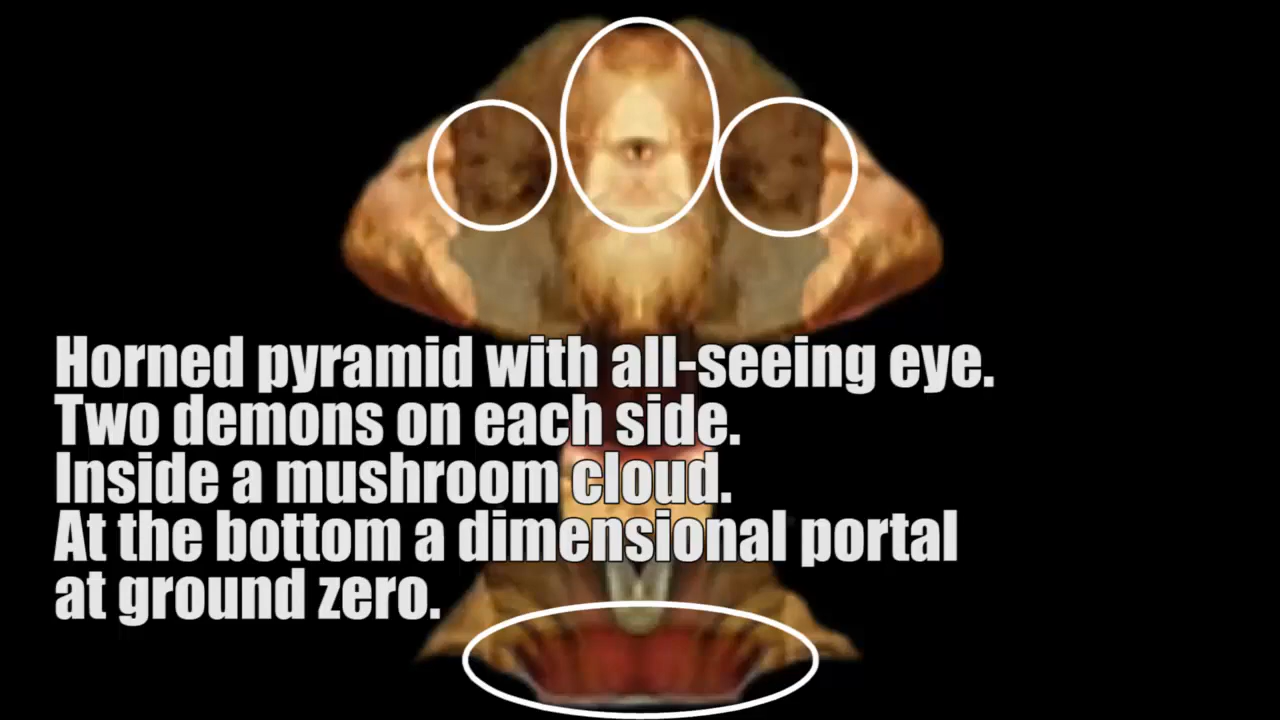 Horned pyramid with all-seeing eye.
Two demons on each side.
Inside a mushroom cloud.
At the bottom a dimensional portal
at ground zero.